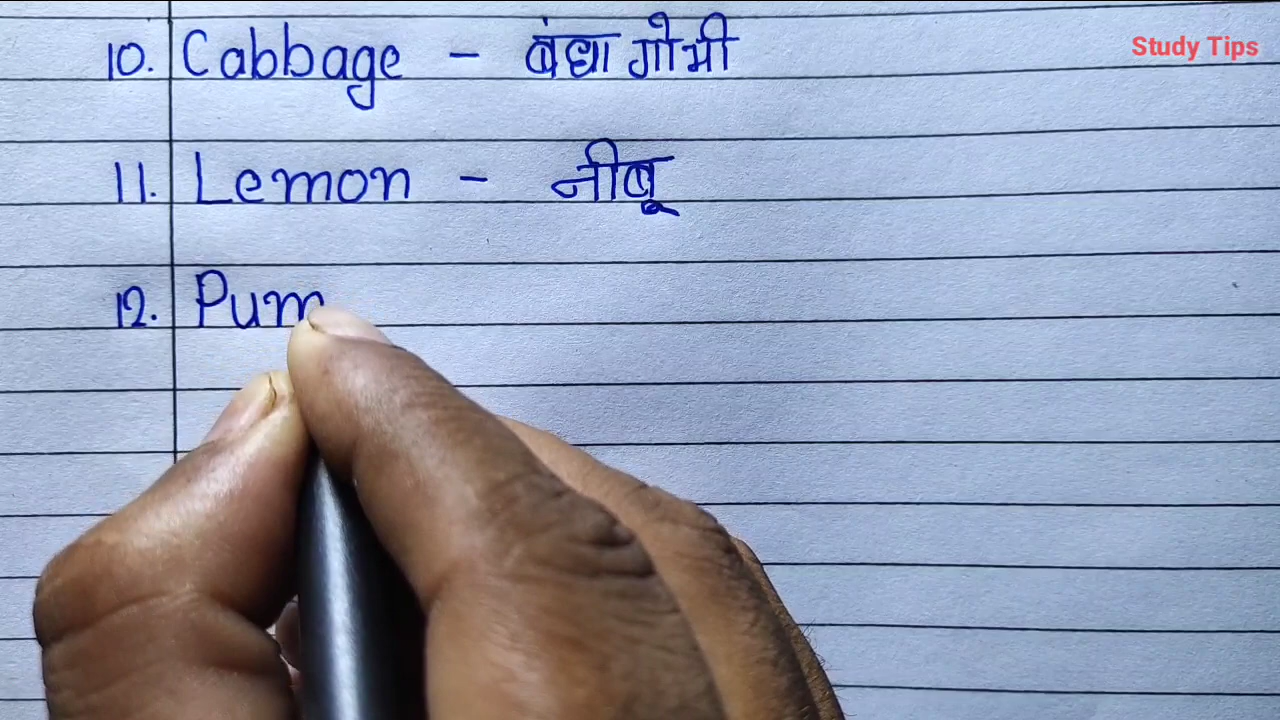 Study Tips
10. Cabbage - बंधा गोभी
11. Lemon - नीबू
12. Pum